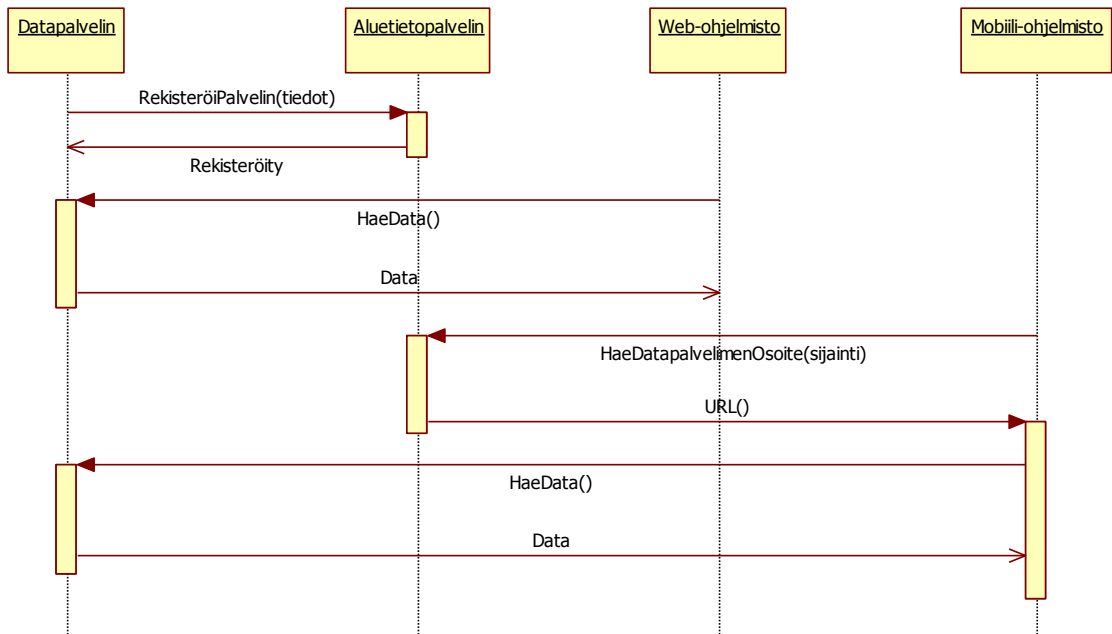 Datapalvelin
Aluetietopalvelin
Web-ohjelmisto
Mobiili-ohjelmisto
RekisteröiPalvelin(tiedot)
Rekisteröity
HaeData()
Data
HaeDatapalvelimenOsoite(sijainti)
URL()
HaeData()
Data